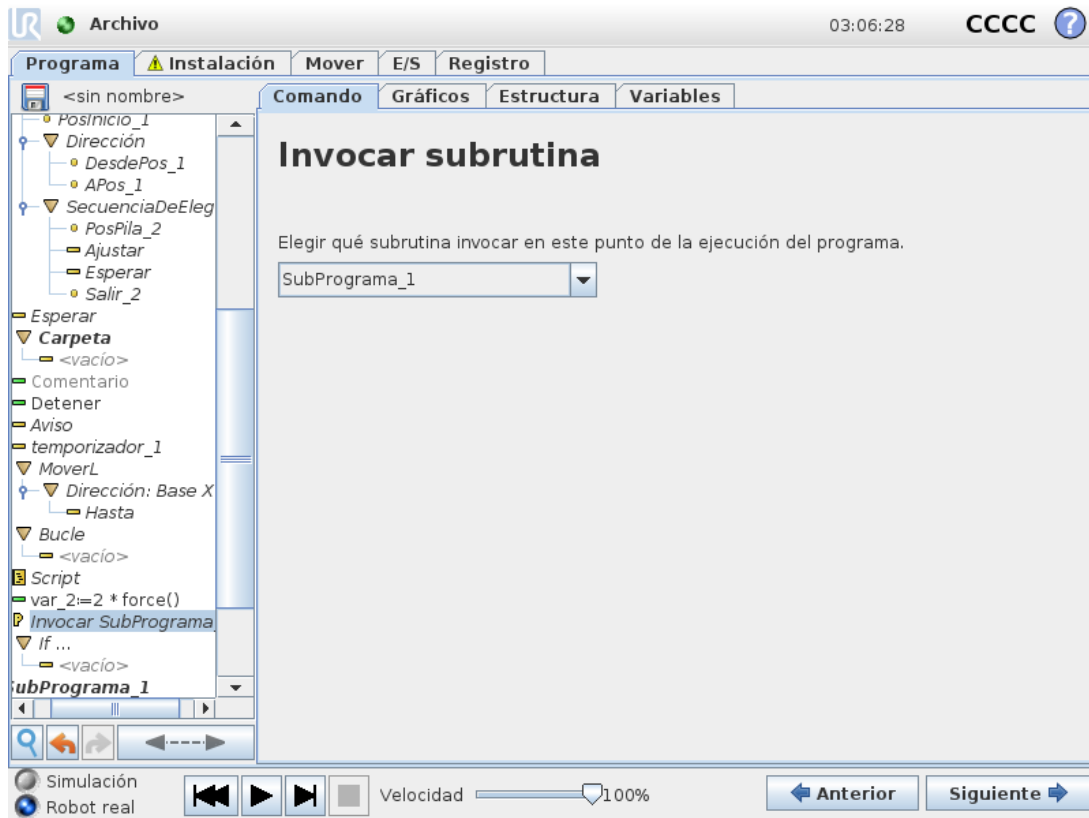 UR
Archivo
03:06:28
CCCC
?
Programa
Instalación
Mover
E/S
Registro
<sin nombre>
Comando
Gráficos
Estructura
Variables
PosInicio_1
Dirección
DesdePos_1
APos_1
SecuenciaDeEleg
PosPila_2
Ajustar
Esperar
Salir_2
Esperar
Carpeta
<vacío>
Comentario
Detener
Aviso
temporizador_1
MoverL
Dirección: Base X
Hasta
Bucle
<vacío>
Script
var_2:=2 * force()
Invocar SubPrograma_
If ...
<vacío>
SubPrograma_1
Invocar subrutina
Elegir qué subrutina invocar en este punto de la ejecución del programa.
SubPrograma_1
Simulación
Robot real
Velocidad
100%
Anterior
Siguiente